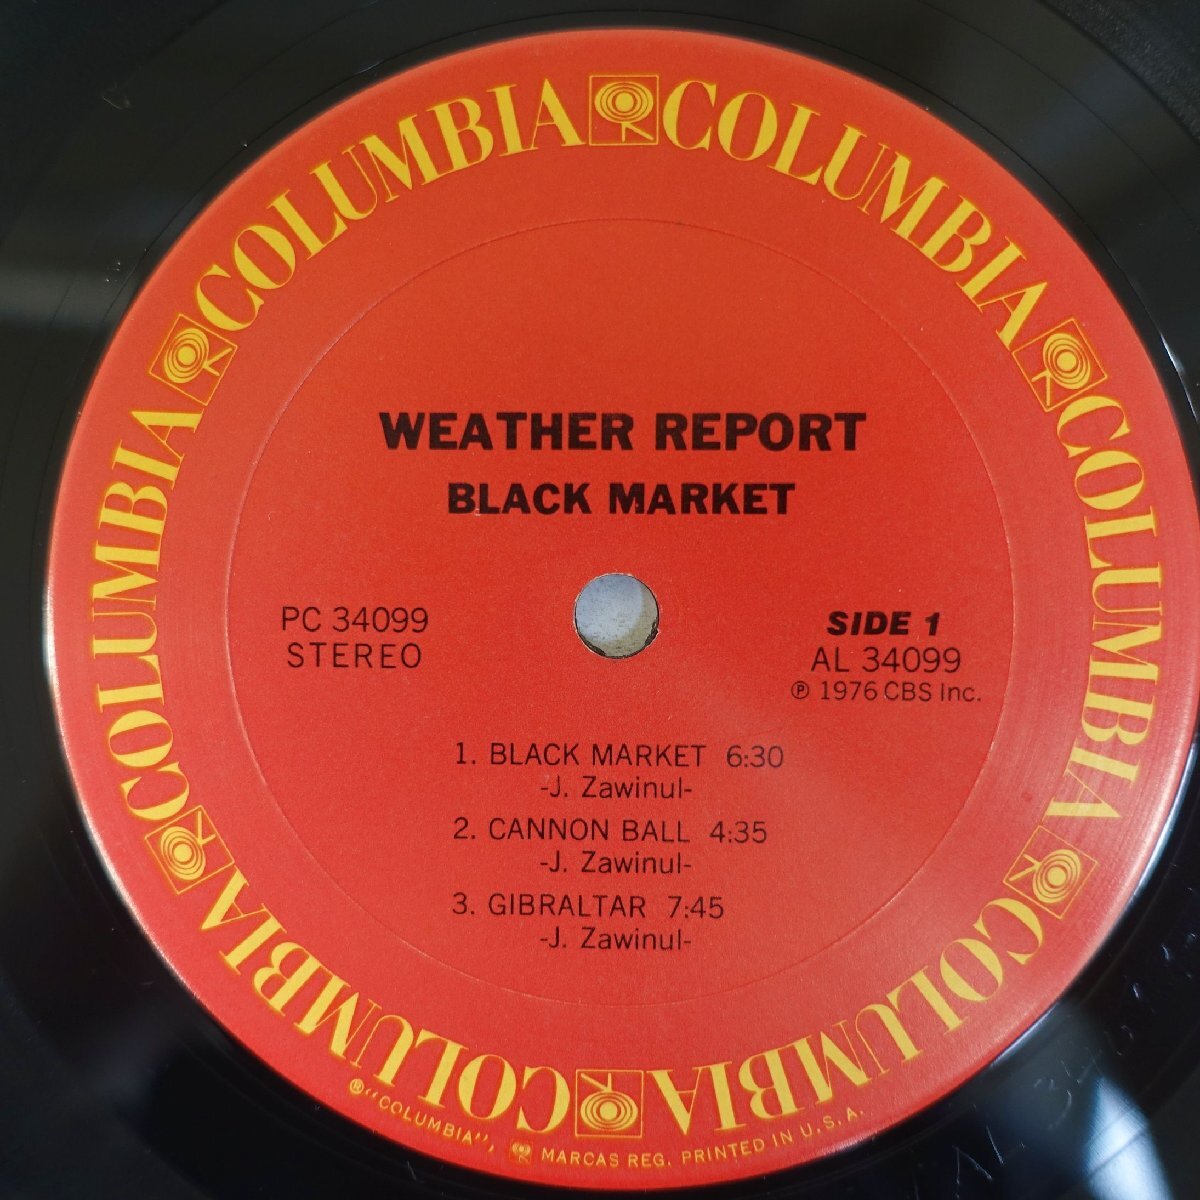 COLUMBIA COLUMBIA COLUMBIA COLUMBIA COLUMBIA COLUMBIA
WEATHER REPORT
BLACK MARKET
PC 34099
STEREO
SIDE 1
AL 34099
℗ 1976 CBS Inc.
1. BLACK MARKET 6:30
-J. Zawinul-
2. CANNON BALL 4:35
-J. Zawinul-
3. GIBRALTAR 7:45
-J. Zawinul-
® "COLUMBIA", MARCAS REG. PRINTED IN U.S.A.